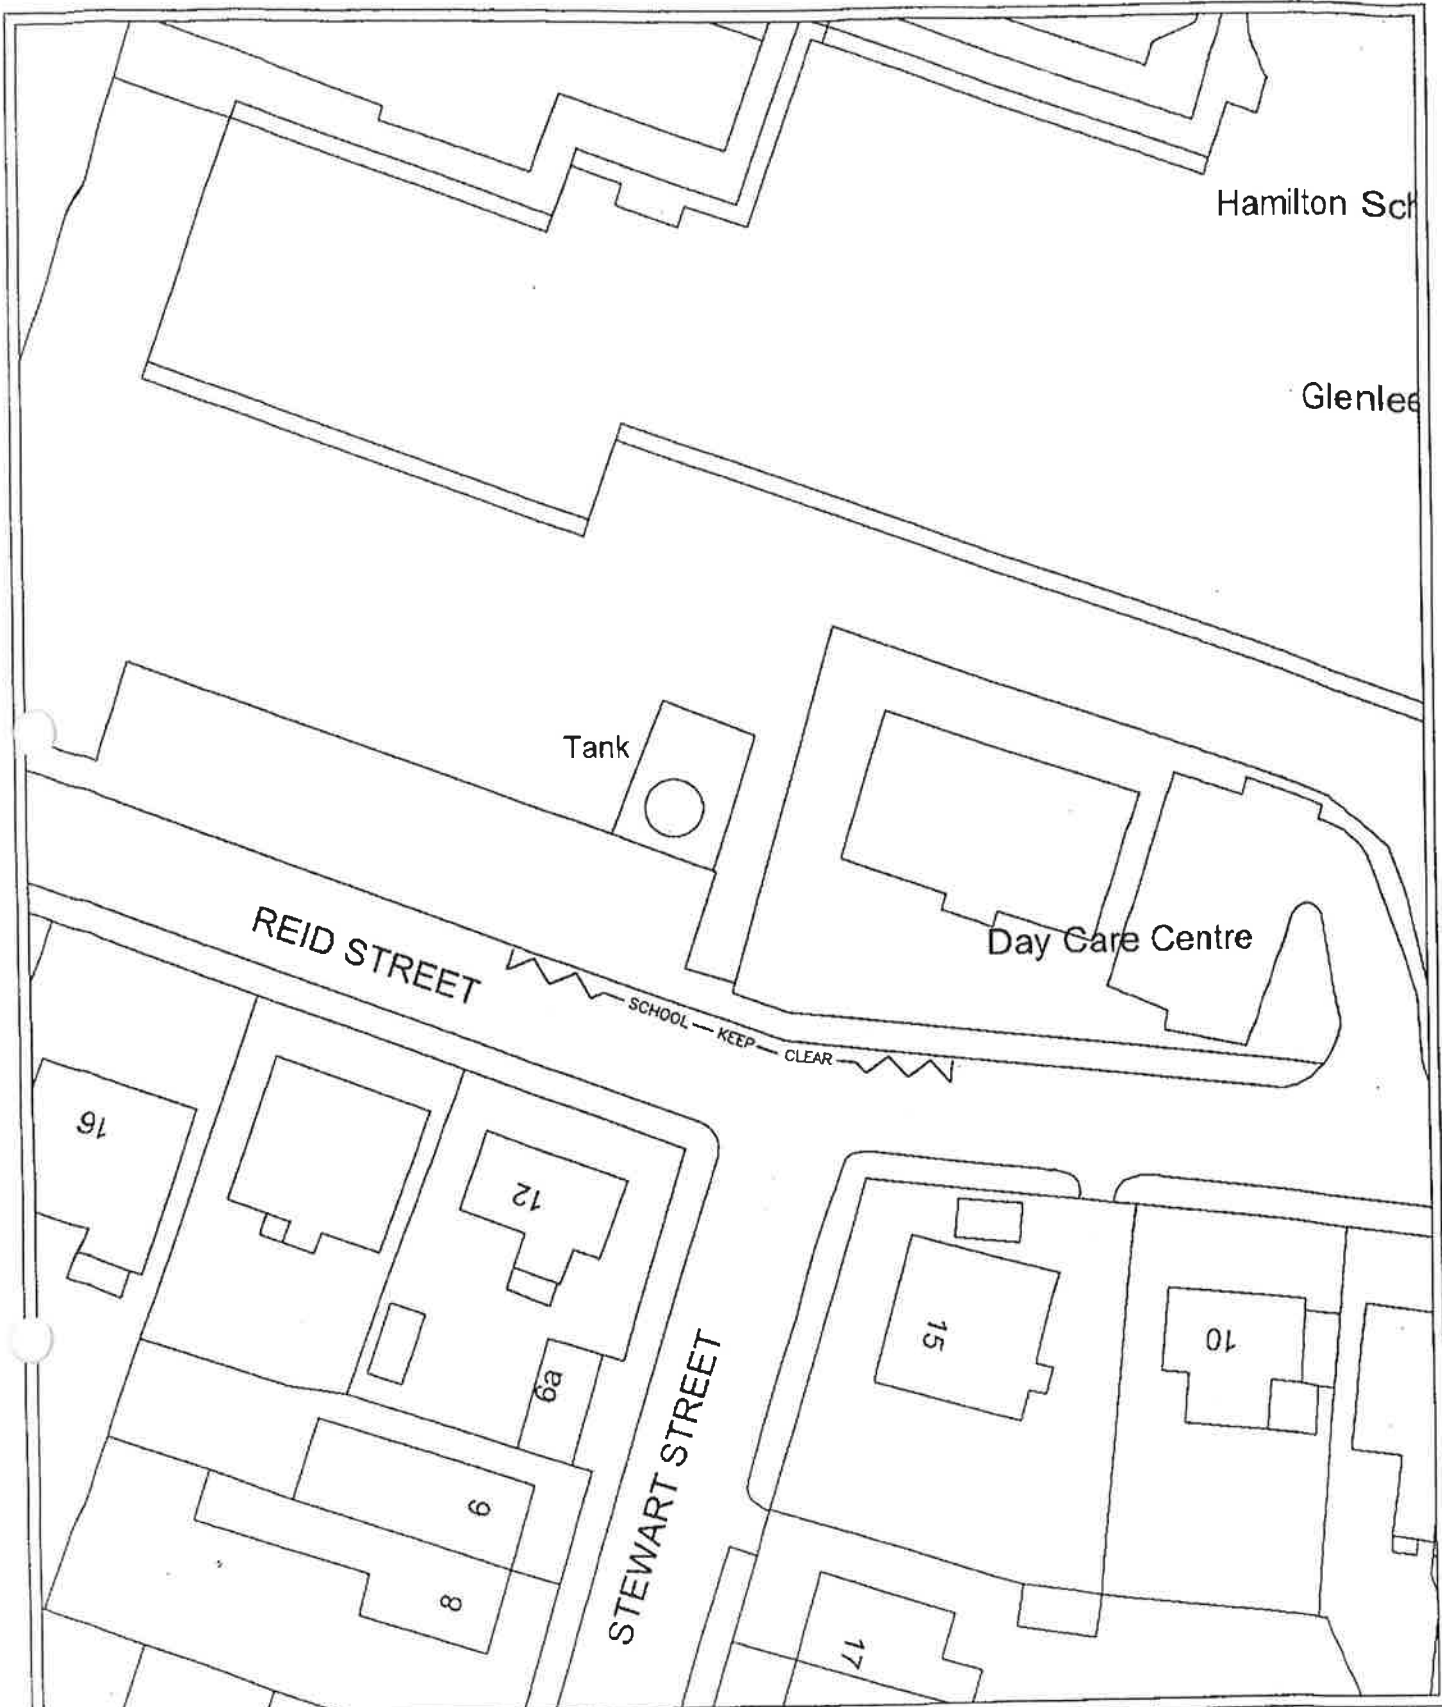 Hamilton Sch
Glenlee
Tank
Day Care Centre
REID STREET
SCHOOL KEEP CLEAR
16
12
15
10
6a
6
8
STEWART STREET
17